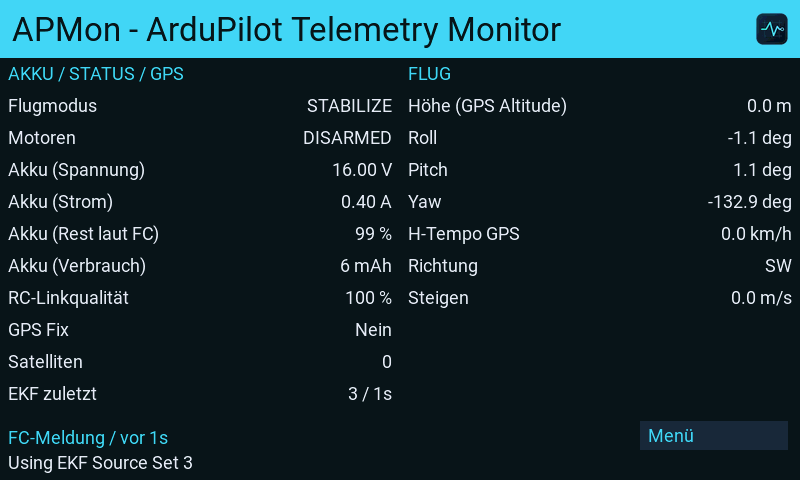 APMon - ArduPilot Telemetry Monitor
AKKU / STATUS / GPS
Flugmodus STABILIZE
Motoren DISARMED
Akku (Spannung) 16.00 V
Akku (Strom) 0.40 A
Akku (Rest laut FC) 99 %
Akku (Verbrauch) 6 mAh
RC-Linkqualität 100 %
GPS Fix Nein
Satelliten 0
EKF zuletzt 3 / 1s
FLUG
Höhe (GPS Altitude) 0.0 m
Roll -1.1 deg
Pitch 1.1 deg
Yaw -132.9 deg
H-Tempo GPS 0.0 km/h
Richtung SW
Steigen 0.0 m/s
FC-Meldung / vor 1s
Using EKF Source Set 3
Menü